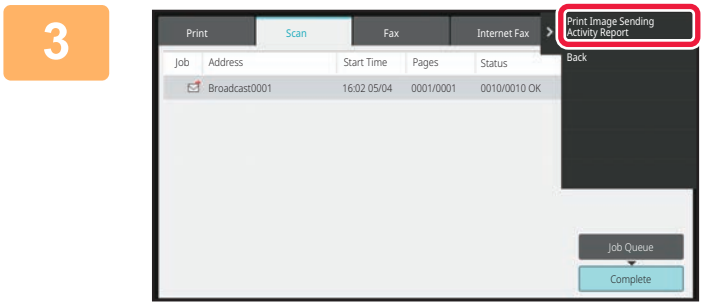 3
Print Scan Fax Internet Fax
Print Image Sending
Activity Report
Back
Job Address Start Time Pages Status
Broadcast0001 16:02 05/04 0001/0001 0010/0010 OK
Job Queue
Complete